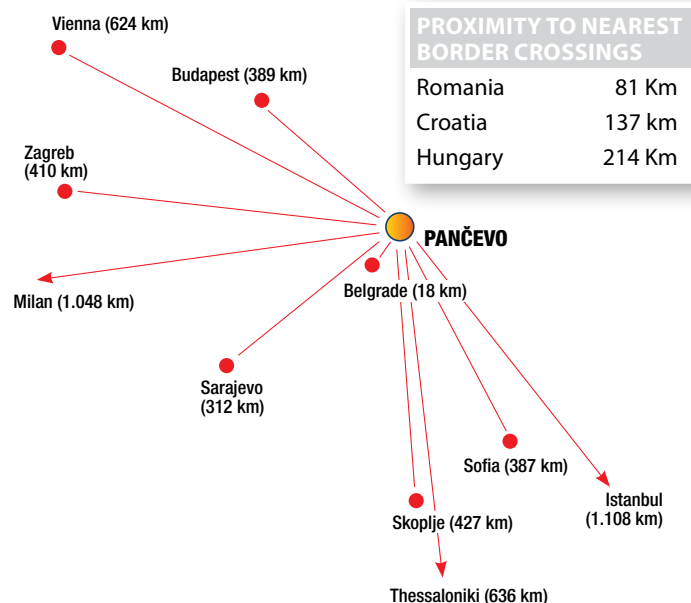 Vienna (624 km)
Budapest (389 km)
PROXIMITY TO NEAREST
BORDER CROSSINGS
Romania 81 Km
Croatia 137 km
Hungary 214 Km
Zagreb
(410 km)
PANČEVO
Milan (1.048 km)
Belgrade (18 km)
Sarajevo
(312 km)
Sofia (387 km)
Istanbul
(1.108 km)
Skoplje (427 km)
Thessaloniki (636 km)